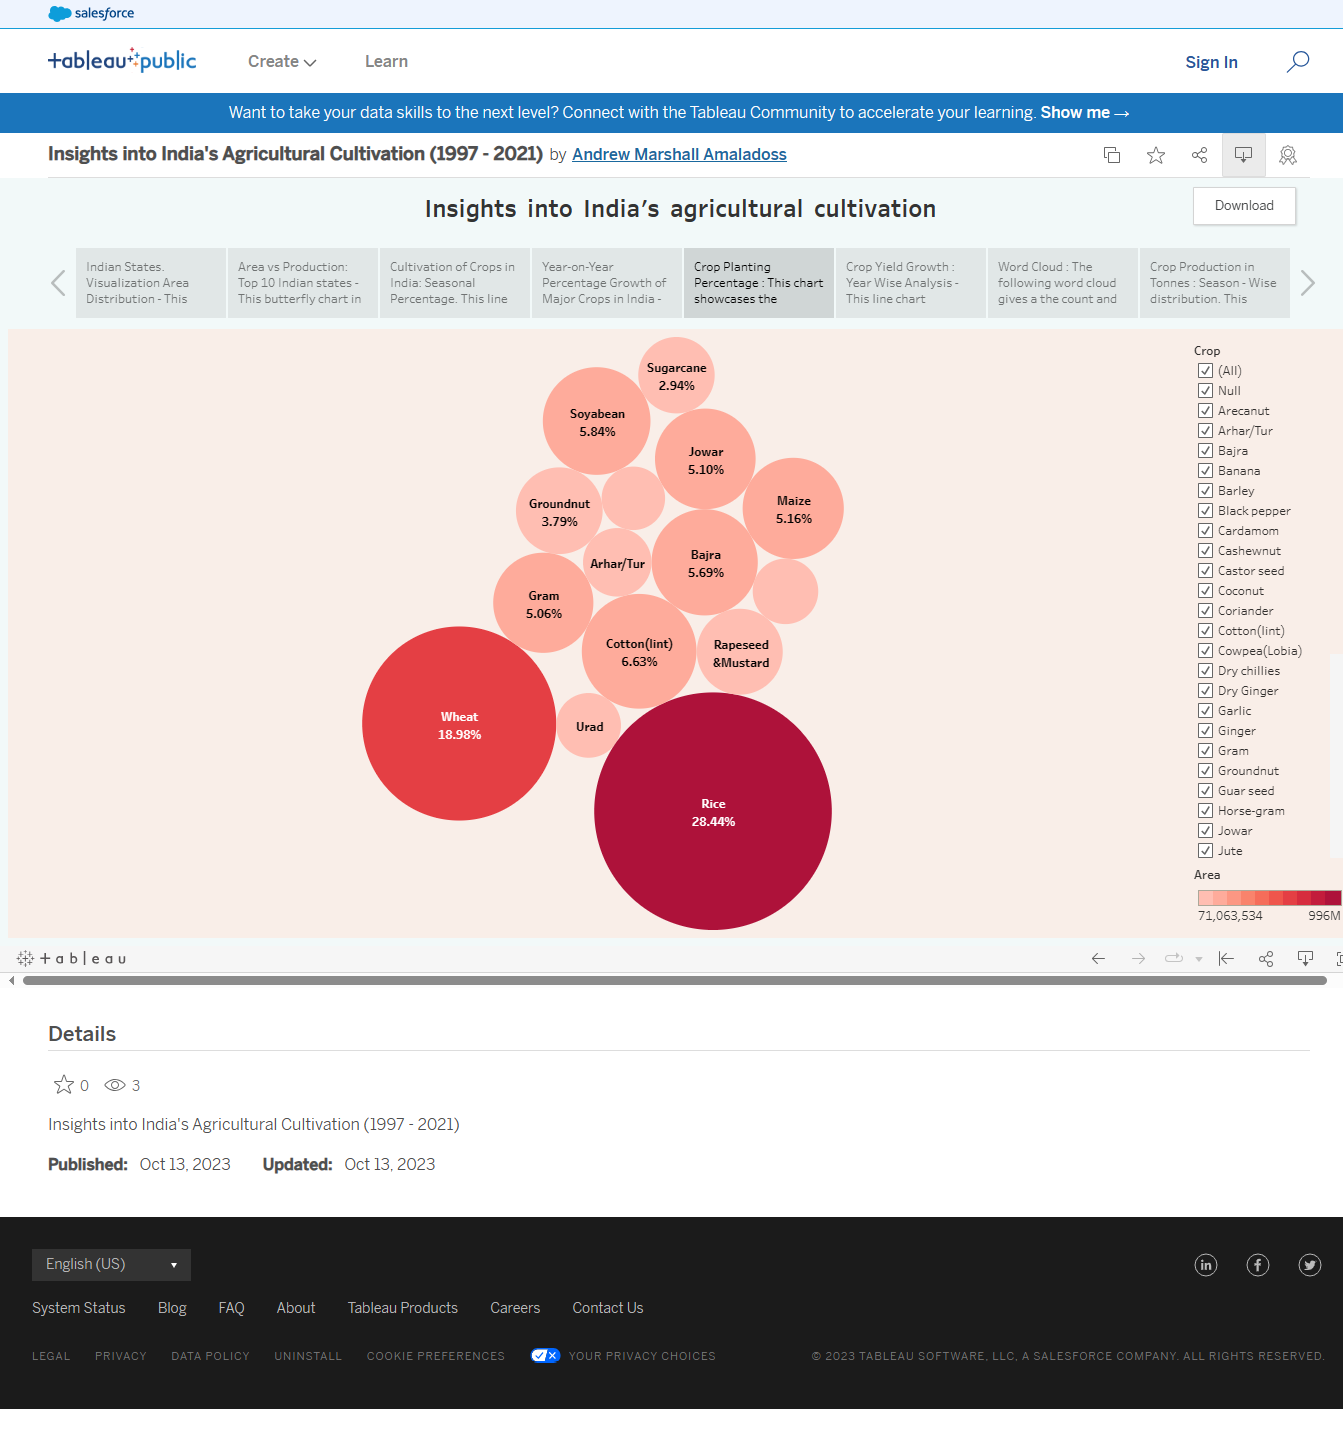 salesforce
+ableau+public
Create
Learn
Sign In
Want to take your data skills to the next level? Connect with the Tableau Community to accelerate your learning. Show me →
Insights into India's Agricultural Cultivation (1997 - 2021) by Andrew Marshall Amaladoss
Insights into India’s agricultural cultivation
Download
Indian States.
Visualization Area
Distribution - This
Area vs Production:
Top 10 Indian states -
This butterfly chart in
Cultivation of Crops in
India: Seasonal
Percentage. This line
Year-on-Year
Percentage Growth of
Major Crops in India -
Crop Planting
Percentage : This chart
showcases the
Crop Yield Growth :
Year Wise Analysis -
This line chart
Word Cloud : The
following word cloud
gives a the count and
Crop Production in
Tonnes : Season - Wise
distribution. This
Sugarcane
2.94%
Soyabean
5.84%
Jowar
5.10%
Maize
5.16%
Groundnut
3.79%
Bajra
5.69%
Arhar/Tur
Gram
5.06%
Cotton(lint)
6.63%
Rapeseed
&Mustard
Wheat
18.98%
Urad
Rice
28.44%
Crop
(All)
Null
Arecanut
Arhar/Tur
Bajra
Banana
Barley
Black pepper
Cardamom
Cashewnut
Castor seed
Coconut
Coriander
Cotton(lint)
Cowpea(Lobia)
Dry chillies
Dry Ginger
Garlic
Ginger
Gram
Groundnut
Guar seed
Horse-gram
Jowar
Jute
Area
71,063,534 996M
+ableau
Details
0 3
Insights into India's Agricultural Cultivation (1997 - 2021)
Published: Oct 13, 2023 Updated: Oct 13, 2023
English (US)
System Status Blog FAQ About Tableau Products Careers Contact Us
LEGAL PRIVACY DATA POLICY UNINSTALL COOKIE PREFERENCES YOUR PRIVACY CHOICES © 2023 TABLEAU SOFTWARE, LLC, A SALESFORCE COMPANY. ALL RIGHTS RESERVED.